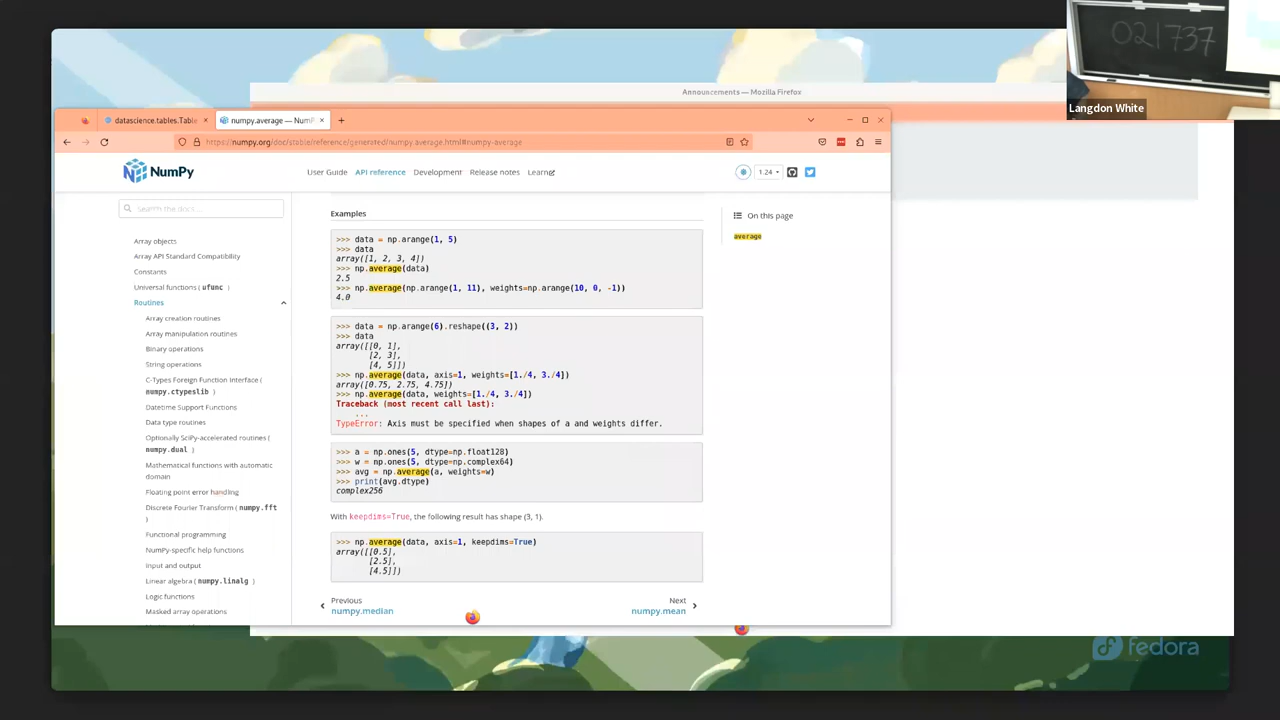 021737
Langdon White
Announcements — Mozilla Firefox
datascience.tables.Table
numpy.average — NumP
https://numpy.org/doc/stable/reference/generated/numpy.average.html#numpy-average
NumPy
User Guide
API reference
Development
Release notes
Learn
1.24
Search the docs ...
Array objects
Array API Standard Compatibility
Constants
Universal functions ( ufunc )
Routines
Array creation routines
Array manipulation routines
Binary operations
String operations
C-Types Foreign Function Interface (
numpy.ctypeslib )
Datetime Support Functions
Data type routines
Optionally SciPy-accelerated routines (
numpy.dual )
Mathematical functions with automatic
domain
Floating point error handling
Discrete Fourier Transform ( numpy.fft
)
Functional programming
NumPy-specific help functions
Input and output
Linear algebra ( numpy.linalg )
Logic functions
Masked array operations
Examples
>>> data = np.arange(1, 5)
>>> data
array([1, 2, 3, 4])
>>> np.average(data)
2.5
>>> np.average(np.arange(1, 11), weights=np.arange(10, 0, -1))
4.0
>>> data = np.arange(6).reshape((3, 2))
>>> data
array([[0, 1],
[2, 3],
[4, 5]])
>>> np.average(data, axis=1, weights=[1./4, 3./4])
array([0.75, 2.75, 4.75])
>>> np.average(data, weights=[1./4, 3./4])
Traceback (most recent call last):
...
TypeError: Axis must be specified when shapes of a and weights differ.
>>> a = np.ones(5, dtype=np.float128)
>>> w = np.ones(5, dtype=np.complex64)
>>> avg = np.average(a, weights=w)
>>> print(avg.dtype)
complex256
With keepdims=True, the following result has shape (3, 1).
>>> np.average(data, axis=1, keepdims=True)
array([[0.5],
[2.5],
[4.5]])
Previous
numpy.median
Next
numpy.mean
On this page
average
fedora